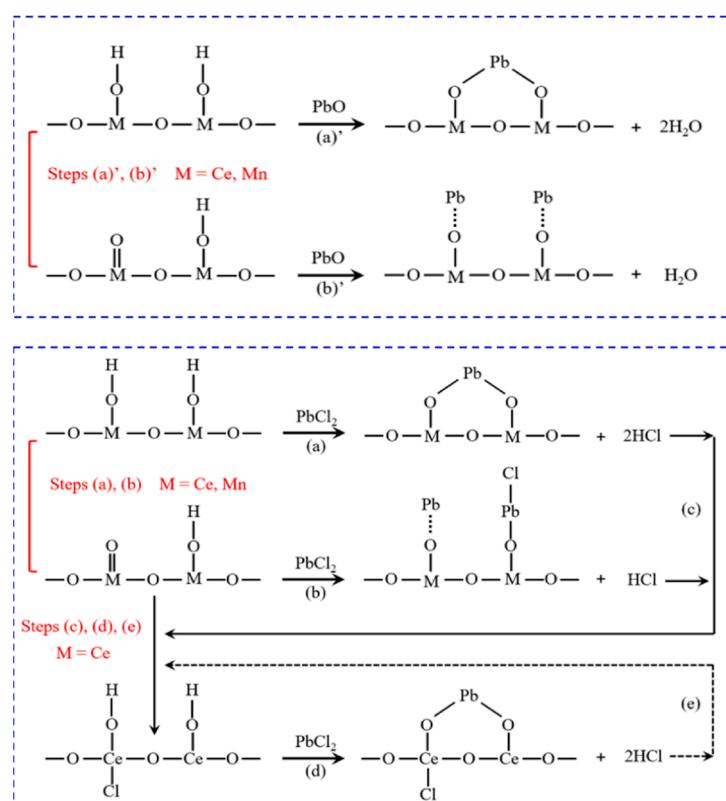 H H
O O
PbO
Pb
O O
—O—M—O—M—O—
(a)’
—O—M—O—M—O— + 2H₂O
Steps (a)’, (b)’ M = Ce, Mn
H
O O
PbO
Pb Pb
O O
—O—M—O—M—O—
(b)’
—O—M—O—M—O— + H₂O
H H
O O
PbCl₂
Pb
O O
—O—M—O—M—O—
(a)
—O—M—O—M—O— + 2HCl
Steps (a), (b) M = Ce, Mn
Cl
(c)
H
O O
PbCl₂
Pb Pb
O O
—O—M—O—M—O—
(b)
—O—M—O—M—O— + HCl
Steps (c), (d), (e)
M = Ce
H H
O O
PbCl₂
Pb
O O
(e)
—O—Ce—O—Ce—O—
(d)
—O—Ce—O—Ce—O— + 2HCl
Cl
Cl